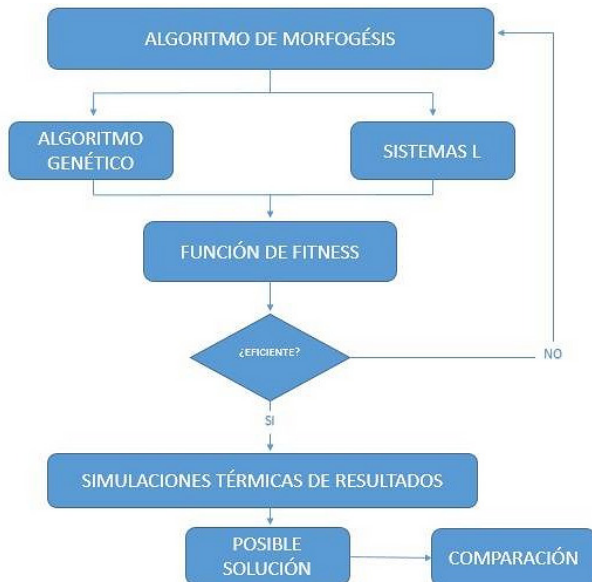 ALGORITMO DE MORFOGÉSIS
ALGORITMO
GENÉTICO
SISTEMAS L
FUNCIÓN DE FITNESS
¿EFICIENTE?
NO
SI
SIMULACIONES TÉRMICAS DE RESULTADOS
POSIBLE
SOLUCIÓN
COMPARACIÓN